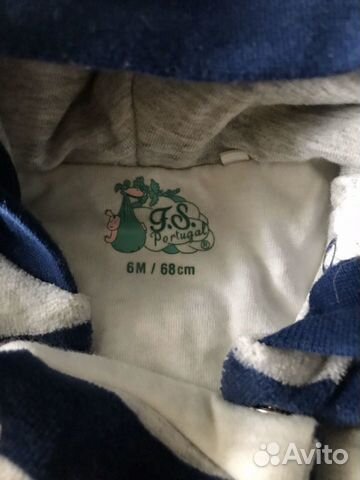 F.S.
Portugal
®
6M / 68cm
Avito